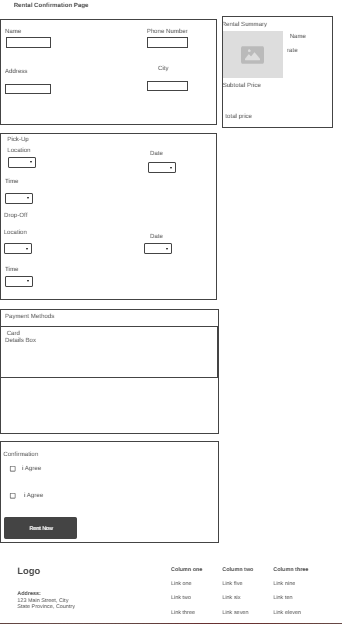 Rental Confirmation Page
Name
Phone Number
Address
City
Rental Summary
Name
rate
Subtotal Price
total price
Pick-Up
Location
Date
Time
Drop-Off
Location
Date
Time
Payment Methods
Card
Details Box
Confirmation
I Agree
I Agree
Rent Now
Logo
Address:
123 Main Street, City
State Province, Country
Column one
Link one
Link two
Link three
Column two
Link five
Link six
Link seven
Column three
Link nine
Link ten
Link eleven